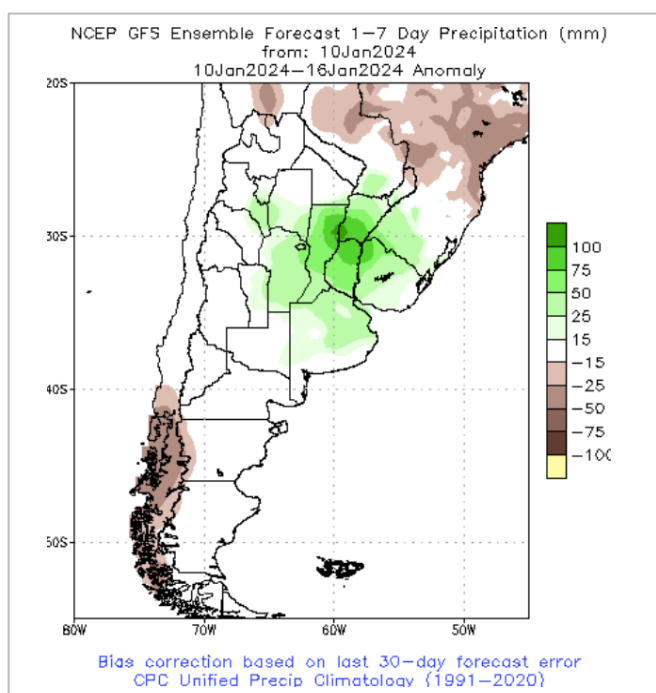 NCEP GFS Ensemble Forecast 1–7 Day Precipitation (mm)
from: 10Jan2024
10Jan2024–16Jan2024 Anomaly
20S
30S
40S
50S
80W
70W
60W
50W
100
75
50
25
15
−15
−25
−50
−75
−100
Bias correction based on last 30–day forecast error
CPC Unified Precip Climatology (1991–2020)